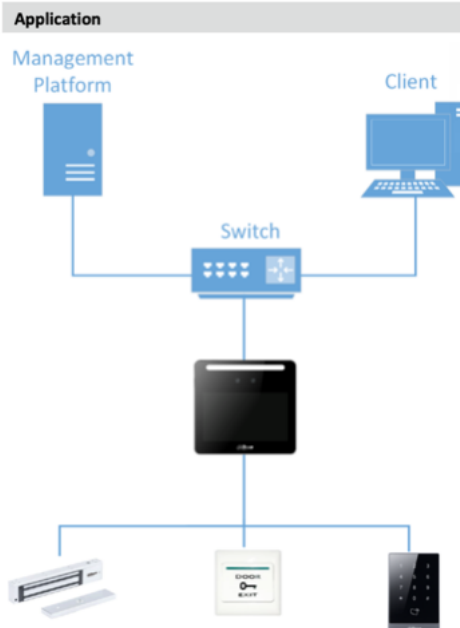 Application
Management
Platform
Client
Switch
DOOR
EXIT